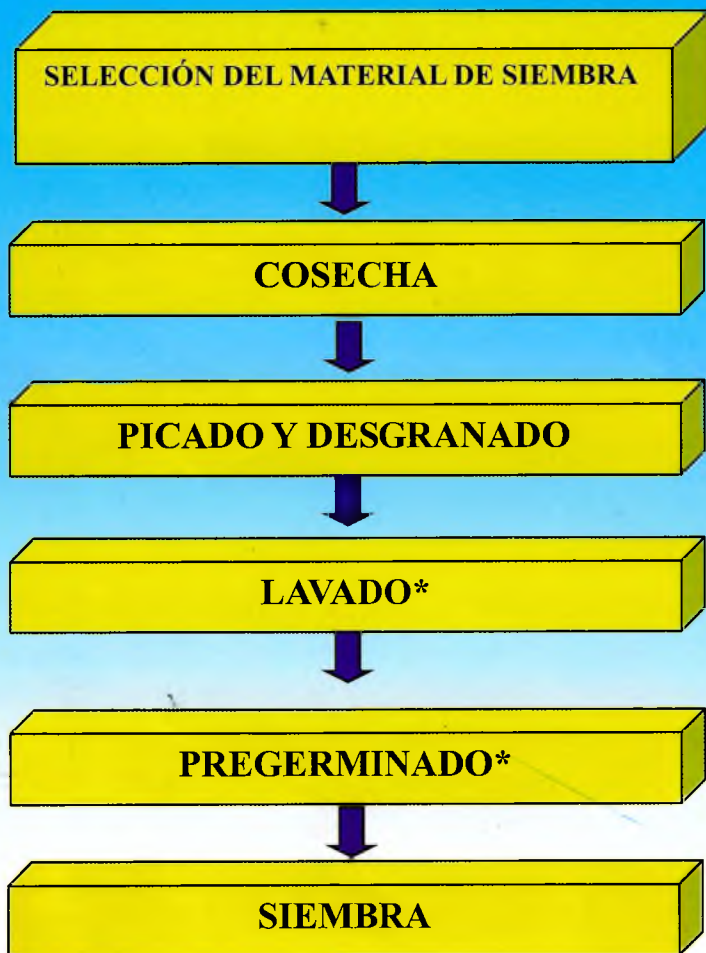 SELECCIÓN DEL MATERIAL DE SIEMBRA
COSECHA
PICADO Y DESGRANADO
LAVADO*
PREGERMINADO*
SIEMBRA